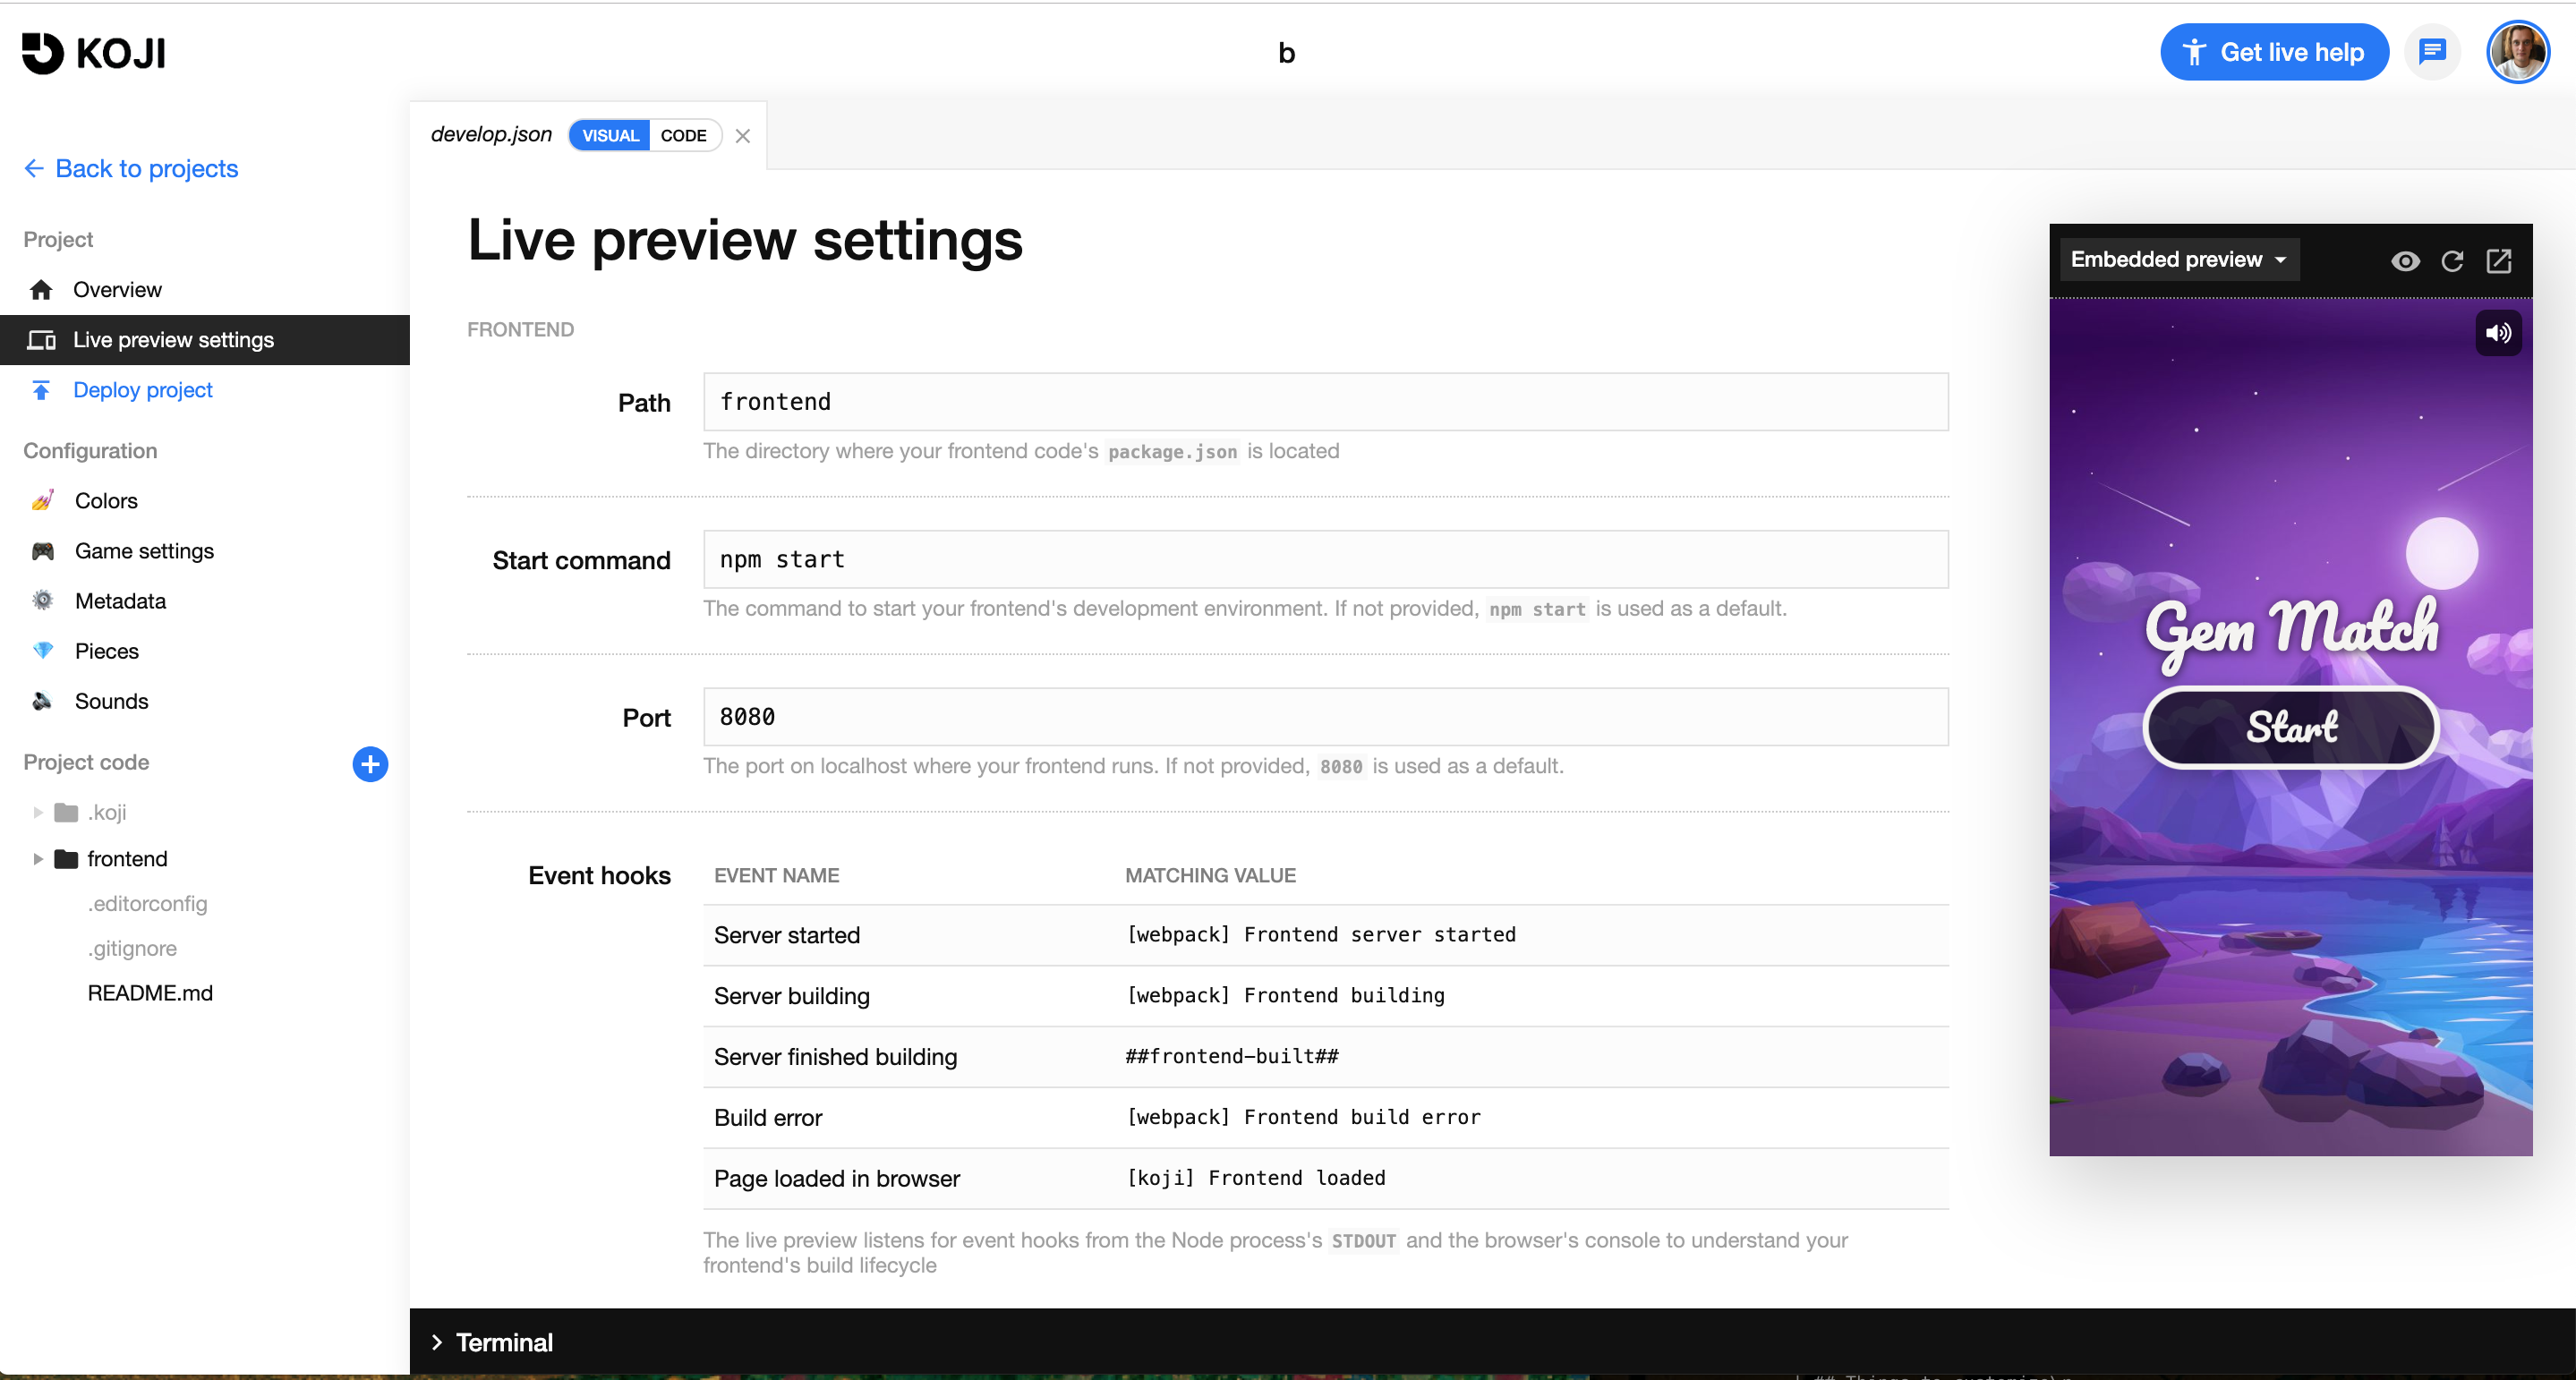 KOJI
b
Get live help
develop.json VISUAL CODE
Back to projects
Project
Overview
Live preview settings
Deploy project
Configuration
Colors
Game settings
Metadata
Pieces
Sounds
Project code
.koji
frontend
.editorconfig
.gitignore
README.md
Live preview settings
FRONTEND
Path frontend
The directory where your frontend code's package.json is located
Start command npm start
The command to start your frontend's development environment. If not provided, npm start is used as a default.
Port 8080
The port on localhost where your frontend runs. If not provided, 8080 is used as a default.
Event hooks EVENT NAME MATCHING VALUE
Server started [webpack] Frontend server started
Server building [webpack] Frontend building
Server finished building ##frontend-built##
Build error [webpack] Frontend build error
Page loaded in browser [koji] Frontend loaded
The live preview listens for event hooks from the Node process's STDOUT and the browser's console to understand your
frontend's build lifecycle
Embedded preview
Gem Match
Start
Terminal